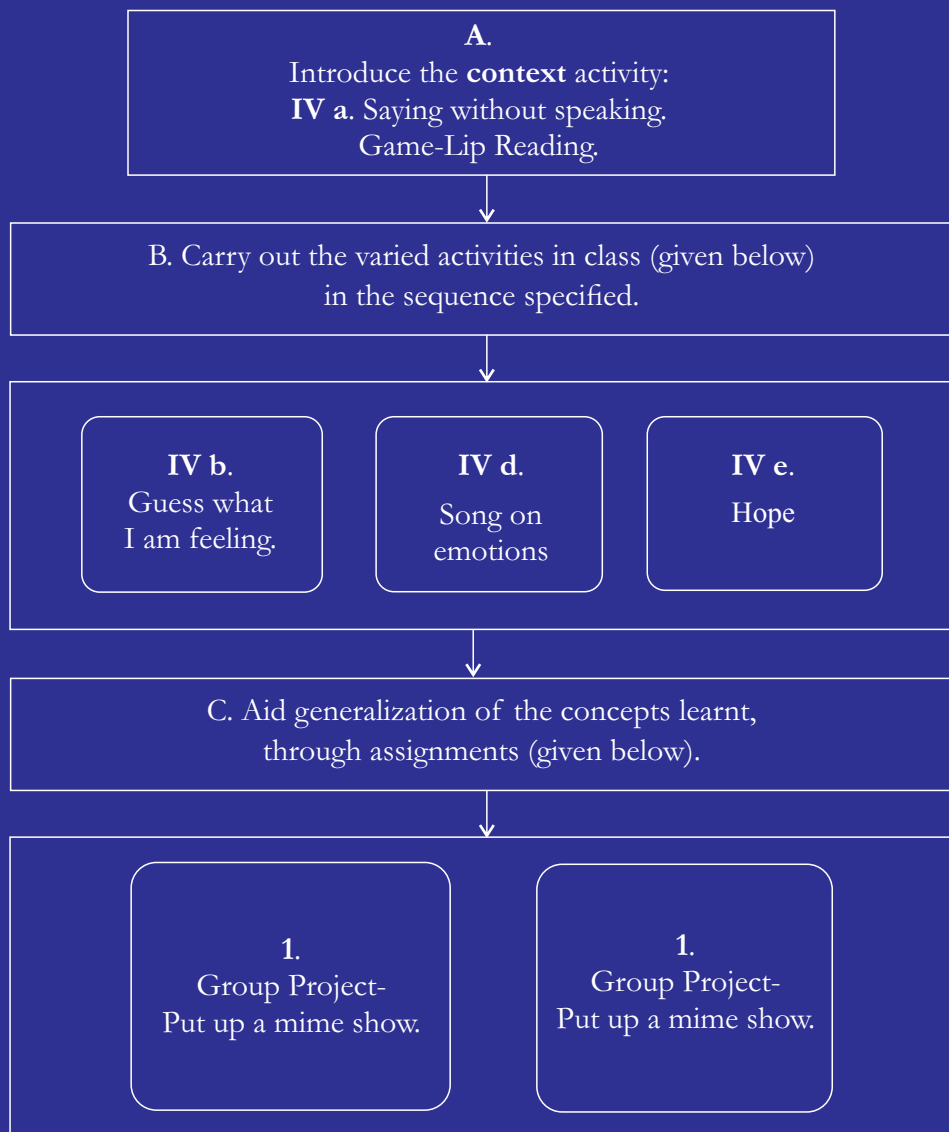 A.
Introduce the context activity:
IV a. Saying without speaking.
Game-Lip Reading.
B. Carry out the varied activities in class (given below)
in the sequence specified.
IV b.
Guess what
I am feeling.
IV d.
Song on
emotions
IV e.
Hope
C. Aid generalization of the concepts learnt,
through assignments (given below).
1.
Group Project-
Put up a mime show.
1.
Group Project-
Put up a mime show.